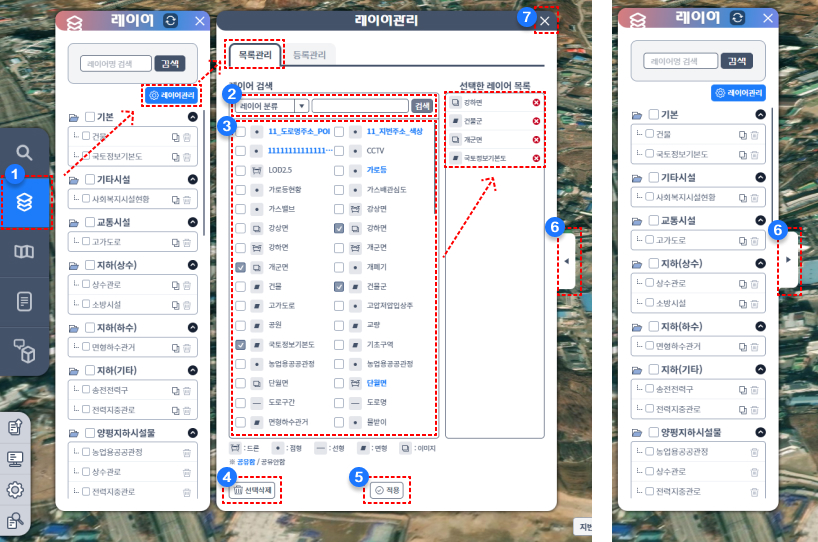 레이어
레이어명 검색
검색
레이어관리
기본
건물
국토정보기본도
기타시설
사회복지시설현황
교통시설
고가도로
지하(상수)
상수관로
소방시설
지하(하수)
면형하수관거
지하(기타)
송전전력구
전력지중관로
양평지하시설물
농업용공공관정
상수관로
전력지중관로
1
레이어관리
7
목록관리
등록관리
레이어 검색
2
레이어 분류
검색
3
11_도로명주소_POI
11_지번주소_색상
11111111111111…
CCTV
LOD2.5
가로등
가로등현황
가스배관심도
가스밸브
강상면
강상면
강하면
강하면
개군면
개군면
개폐기
건물
건물군
고가도로
고압차압입상주
공원
교량
국토정보기본도
기초구역
농업용공공관정
농업용공공관정
단월면
단월면
도로구간
도로명
면형하수관거
물받이
: 드론
: 점형
: 선형
: 면형
: 이미지
※ 공유함 / 공유안함
4
선택삭제
5
적용
선택한 레이어 목록
강하면
건물군
개군면
국토정보기본도
6
지번
레이어
레이어명 검색
검색
레이어관리
기본
건물
국토정보기본도
기타시설
사회복지시설현황
교통시설
고가도로
지하(상수)
상수관로
소방시설
지하(하수)
면형하수관거
지하(기타)
송전전력구
전력지중관로
양평지하시설물
농업용공공관정
상수관로
전력지중관로
6